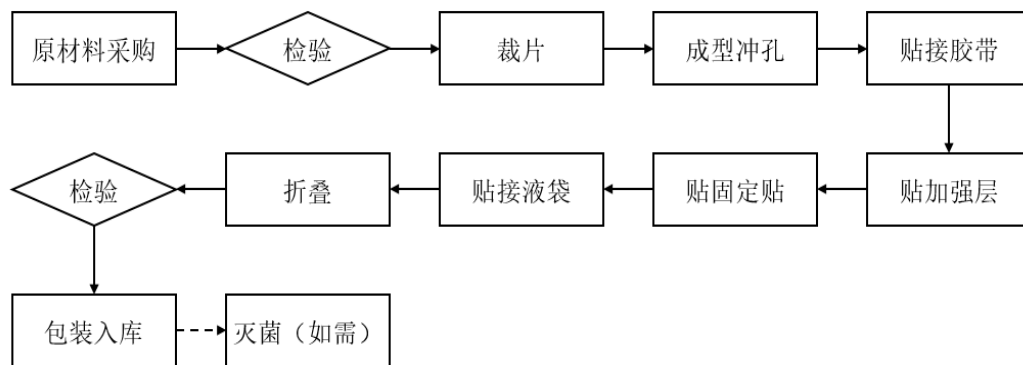 原材料采购
检验
裁片
成型冲孔
贴接胶带
贴加强层
贴固定贴
贴接液袋
折叠
检验
包装入库
灭菌（如需）